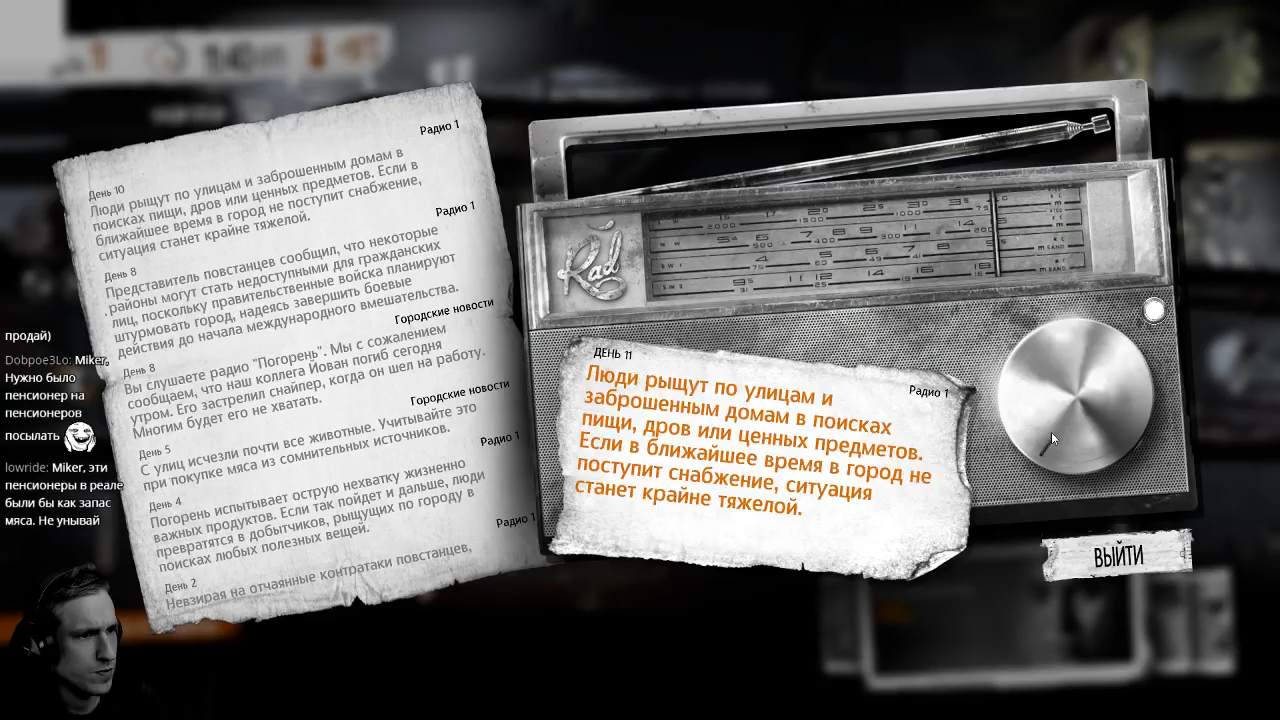 Радио 1
День 10
Люди рыщут по улицам и заброшенным домам в
поисках пищи, дров или ценных предметов. Если в
ближайшее время в город не поступит снабжение,
ситуация станет крайне тяжелой.
Радио 1
День 8
Представитель повстанцев сообщил, что некоторые
районы могут стать недоступными для гражданских
лиц, поскольку правительственные войска планируют
штурмовать город, надеясь завершить боевые
действия до начала международного вмешательства.
Городские новости
День 8
Вы слушаете радио "Погорень". Мы с сожалением
сообщаем, что наш коллега Йован погиб сегодня
утром. Его застрелил снайпер, когда он шел на работу.
Многим будет его не хватать.
Городские новости
День 5
С улиц исчезли почти все животные. Учитывайте это
при покупке мяса из сомнительных источников.
Радио 1
День 4
Погорень испытывает острую нехватку жизненно
важных продуктов. Если так пойдет и дальше, люди
превратятся в добытчиков, рыщущих по городу в
поисках любых полезных вещей.
Радио 1
День 2
Невзирая на отчаянные контратаки повстанцев,
продай)
Dobpoe3Lo: Miker,
Нужно было
пенсионер на
пенсионеров
посылать
lowride: Miker, эти
пенсионеры в реале
были бы как запас
мяса. Не унывай
Rad
ДЕНЬ 11
Радио 1
Люди рыщут по улицам и
заброшенным домам в поисках
пищи, дров или ценных предметов.
Если в ближайшее время в город не
поступит снабжение, ситуация
станет крайне тяжелой.
ВЫЙТИ